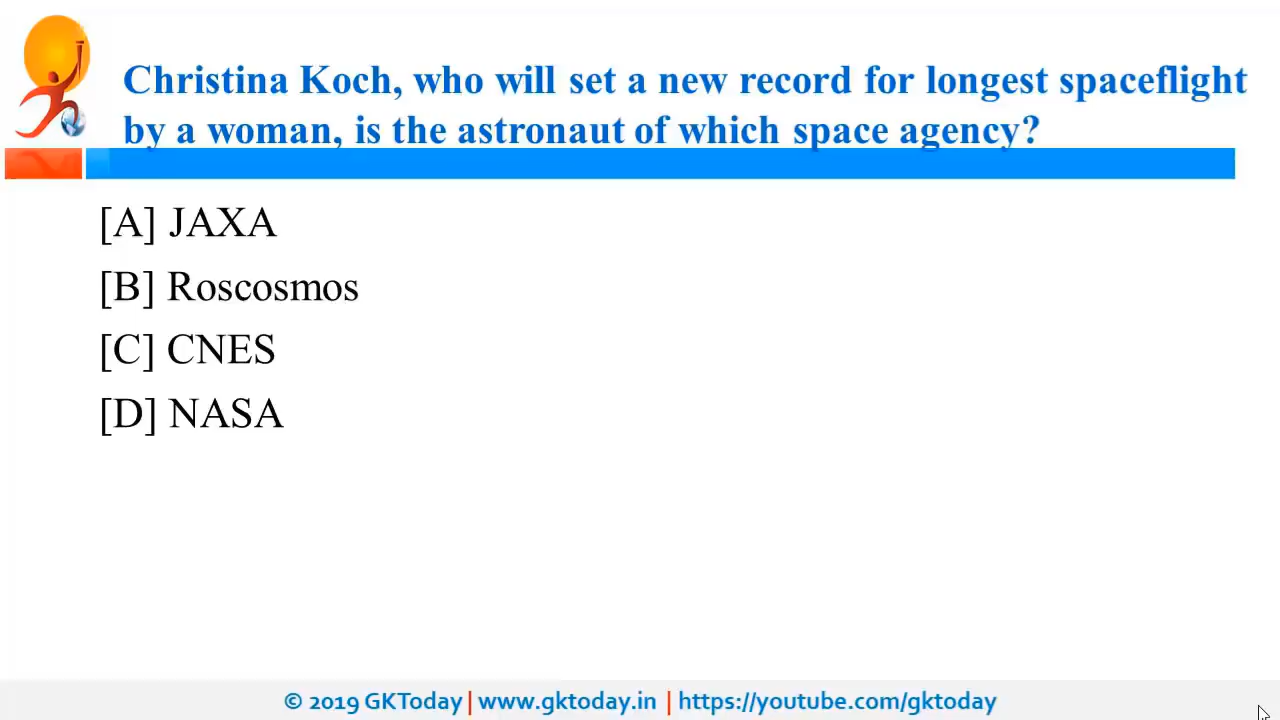 Christina Koch, who will set a new record for longest spaceflight
by a woman, is the astronaut of which space agency?
[A] JAXA
[B] Roscosmos
[C] CNES
[D] NASA
© 2019 GKToday | www.gktoday.in | https://youtube.com/gktoday